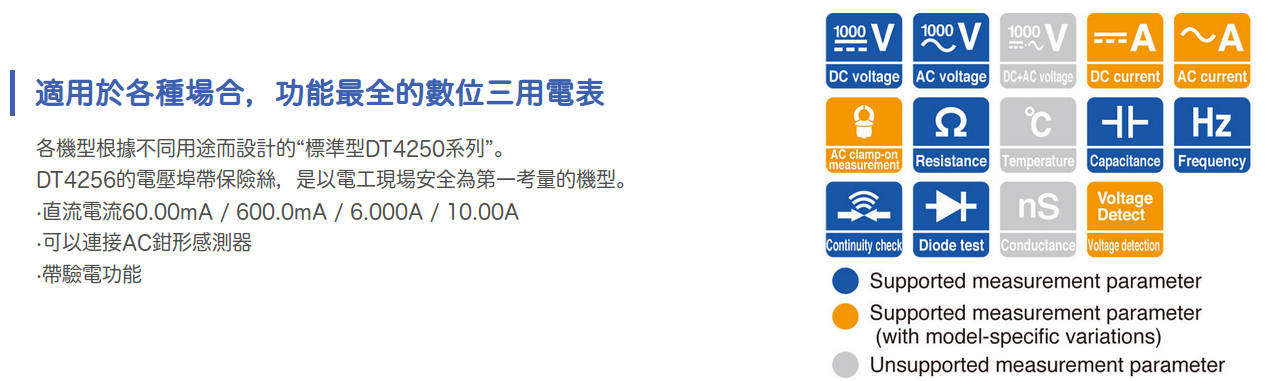 適用於各種場合，功能最全的數位三用電表
各機型根據不同用途而設計的“標準型DT4250系列”。
DT4256的電壓埠帶保險絲，是以電工現場安全為第一考量的機型。
·直流電流60.00mA / 600.0mA / 6.000A / 10.00A
·可以連接AC鉗形感測器
·帶驗電功能
1000 V
DC voltage
1000 V
AC voltage
1000 V
DC+AC voltage
A
DC current
A
AC current
AC clamp-on
measurement
Ω
Resistance
°C
Temperature
Capacitance
Hz
Frequency
Continuity check
Diode test
nS
Conductance
Voltage
Detect
Voltage detection
Supported measurement parameter
Supported measurement parameter
(with model-specific variations)
Unsupported measurement parameter